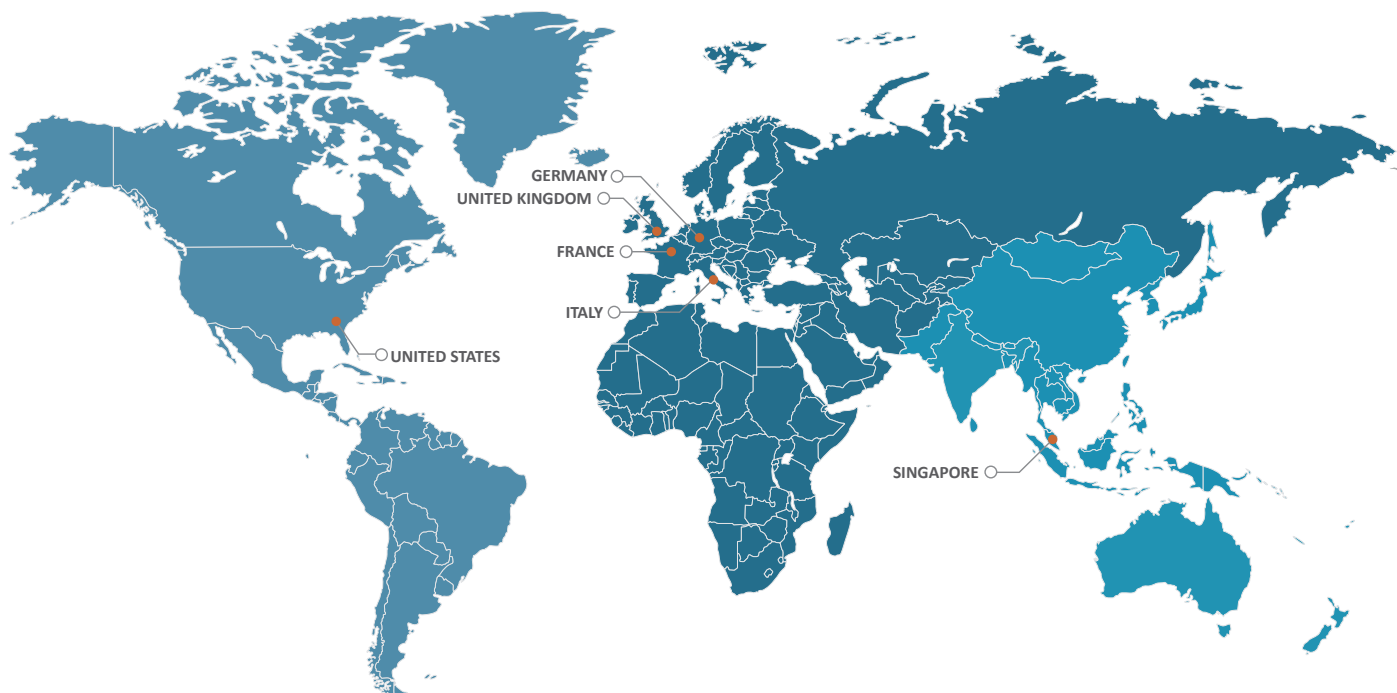 GERMANY
UNITED KINGDOM
FRANCE
ITALY
UNITED STATES
SINGAPORE